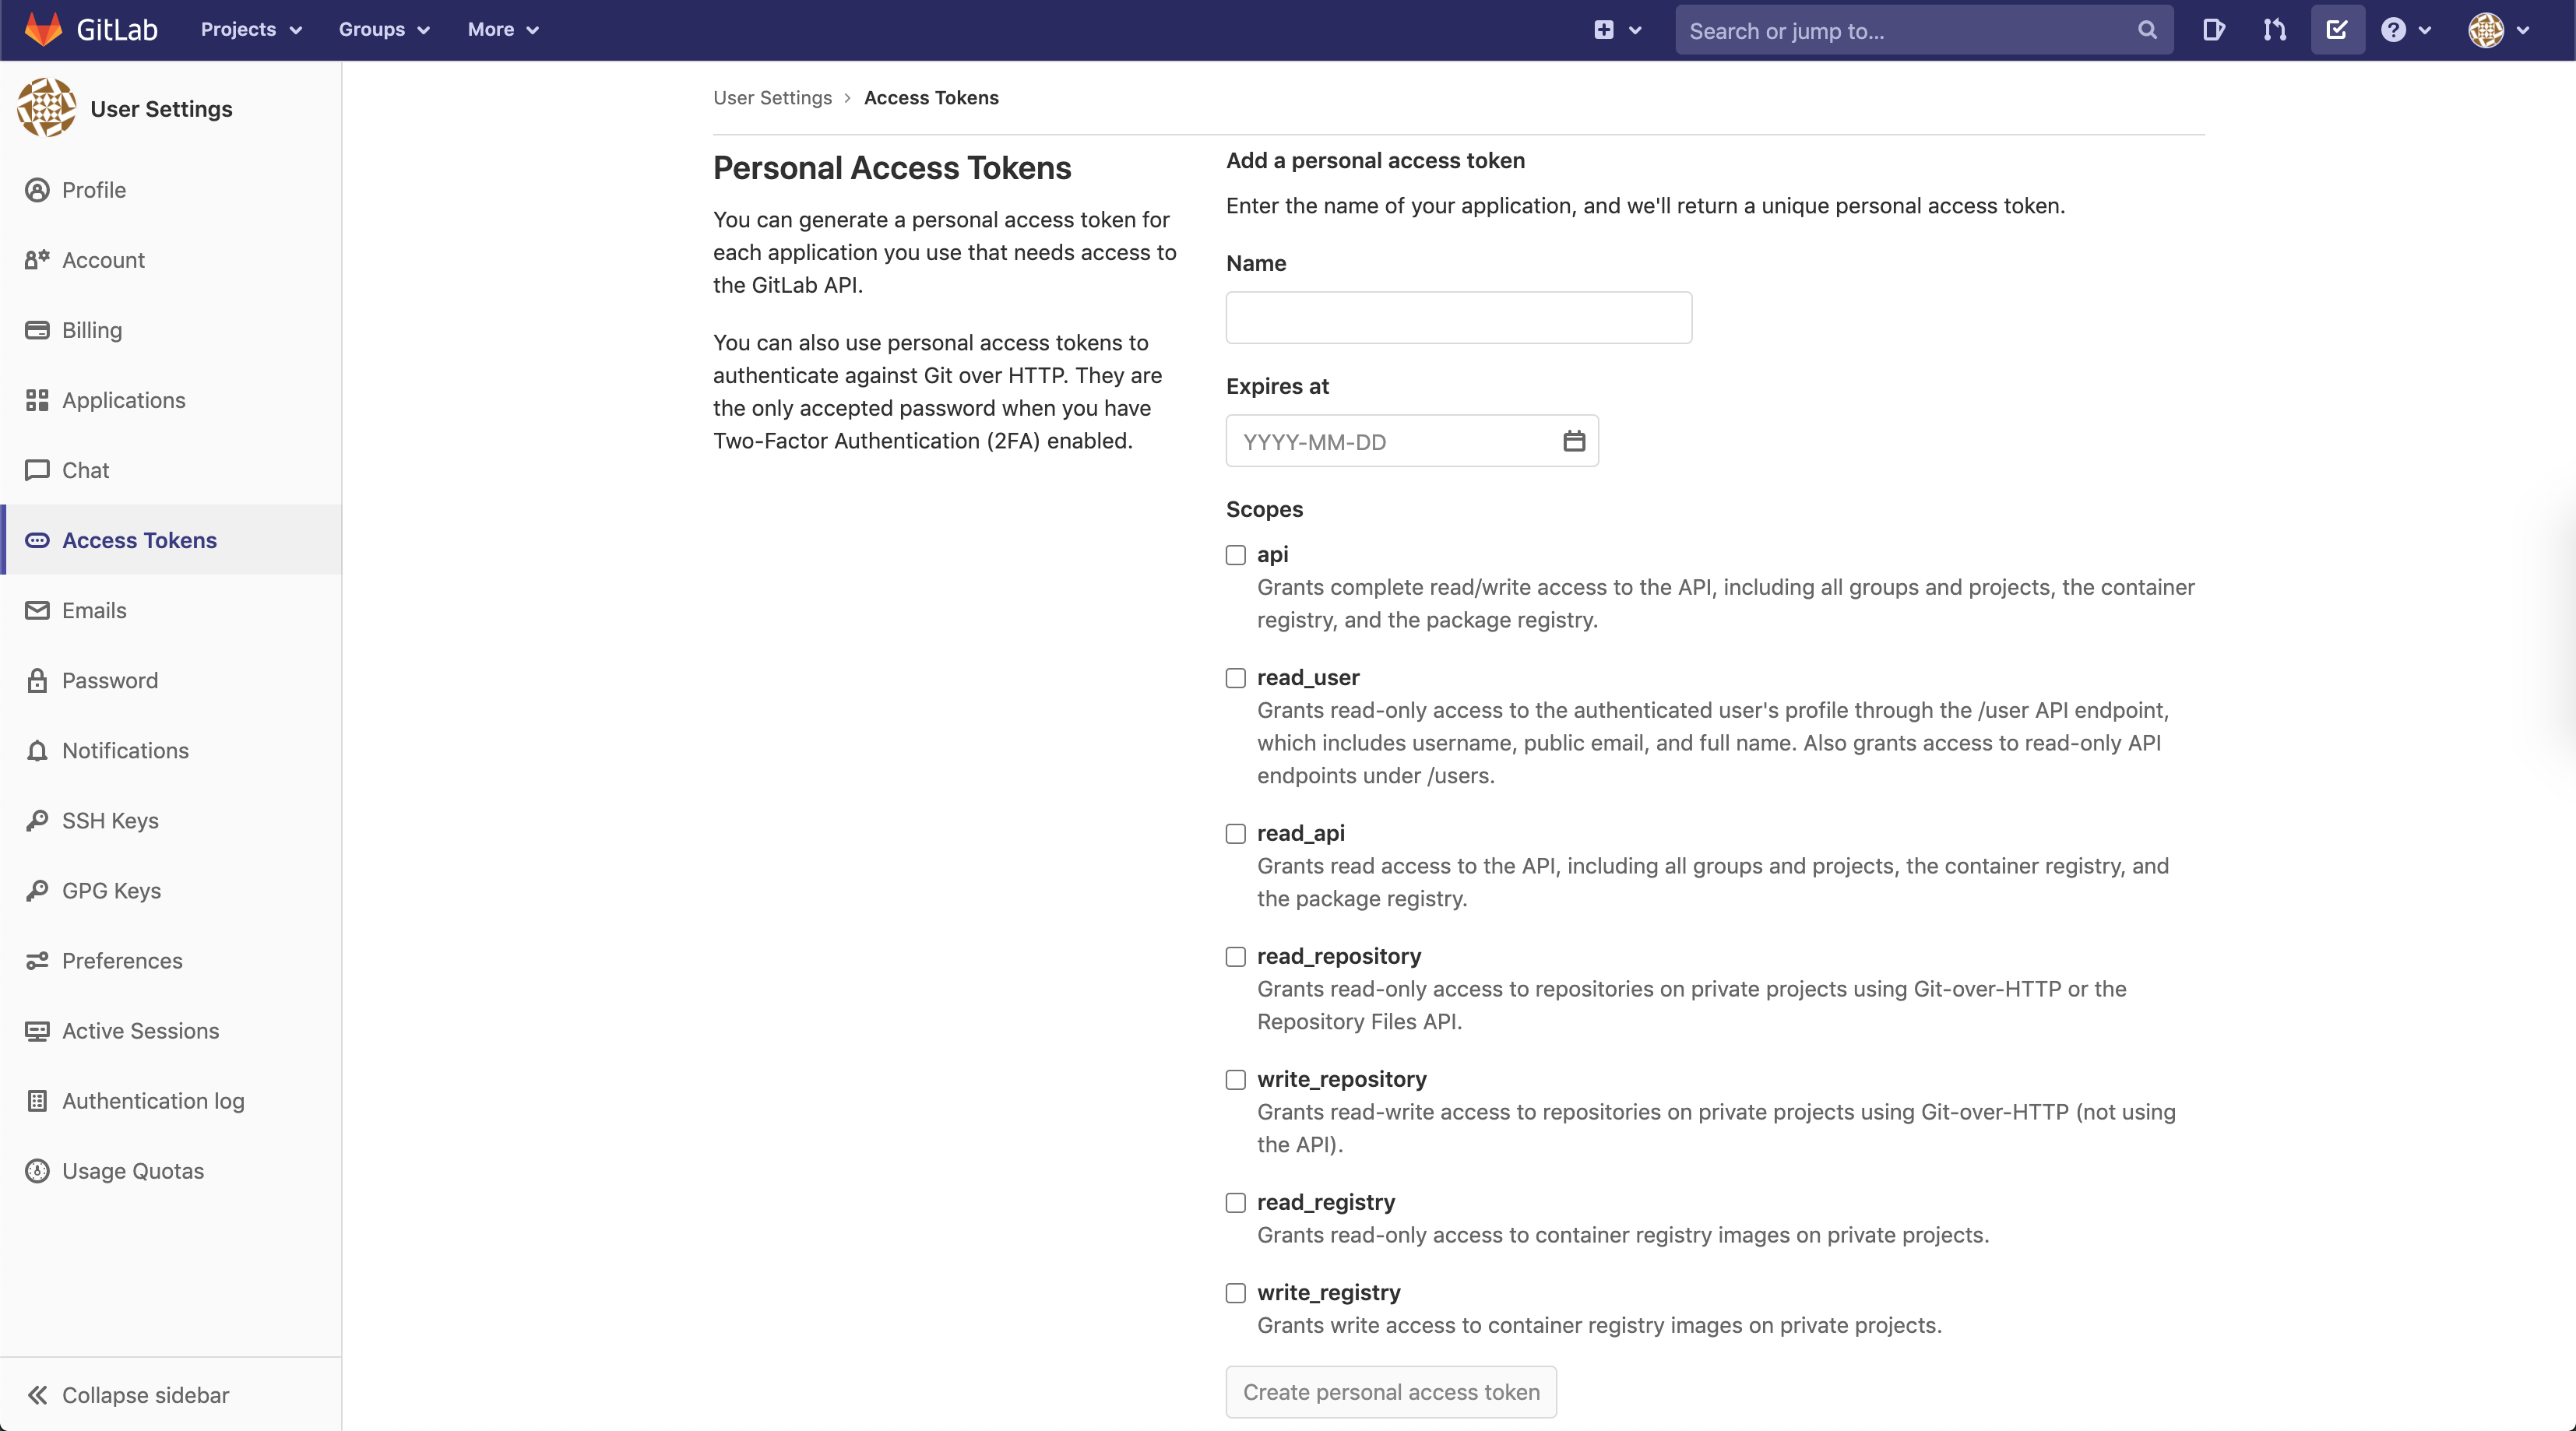 GitLab
Projects
Groups
More
Search or jump to...
User Settings
Profile
Account
Billing
Applications
Chat
Access Tokens
Emails
Password
Notifications
SSH Keys
GPG Keys
Preferences
Active Sessions
Authentication log
Usage Quotas
Collapse sidebar
User Settings › Access Tokens
Personal Access Tokens
You can generate a personal access token for
each application you use that needs access to
the GitLab API.
You can also use personal access tokens to
authenticate against Git over HTTP. They are
the only accepted password when you have
Two-Factor Authentication (2FA) enabled.
Add a personal access token
Enter the name of your application, and we'll return a unique personal access token.
Name
Expires at
YYYY-MM-DD
Scopes
api
Grants complete read/write access to the API, including all groups and projects, the container
registry, and the package registry.
read_user
Grants read-only access to the authenticated user's profile through the /user API endpoint,
which includes username, public email, and full name. Also grants access to read-only API
endpoints under /users.
read_api
Grants read access to the API, including all groups and projects, the container registry, and
the package registry.
read_repository
Grants read-only access to repositories on private projects using Git-over-HTTP or the
Repository Files API.
write_repository
Grants read-write access to repositories on private projects using Git-over-HTTP (not using
the API).
read_registry
Grants read-only access to container registry images on private projects.
write_registry
Grants write access to container registry images on private projects.
Create personal access token